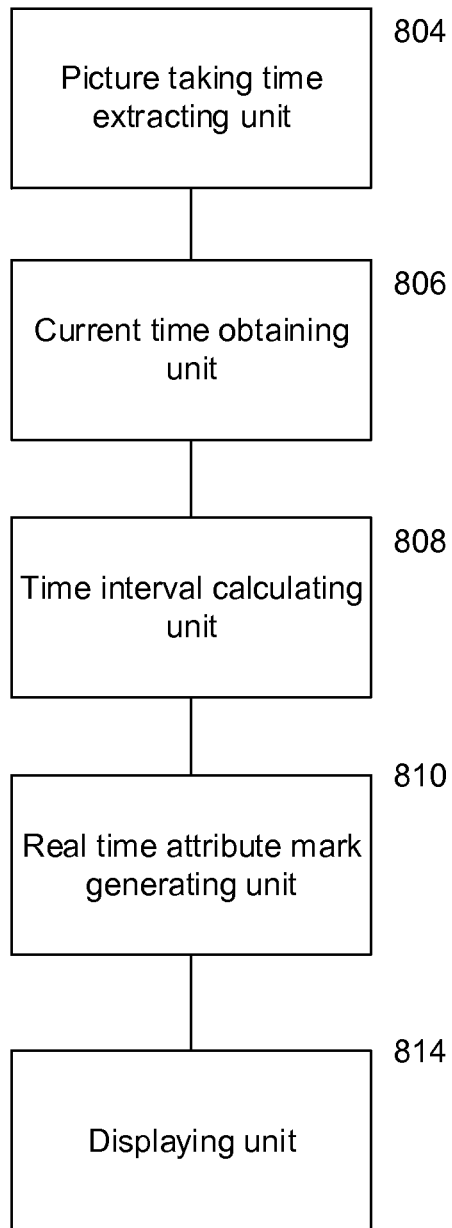 804
Picture taking time
extracting unit
806
Current time obtaining
unit
808
Time interval calculating
unit
810
Real time attribute mark
generating unit
814
Displaying unit